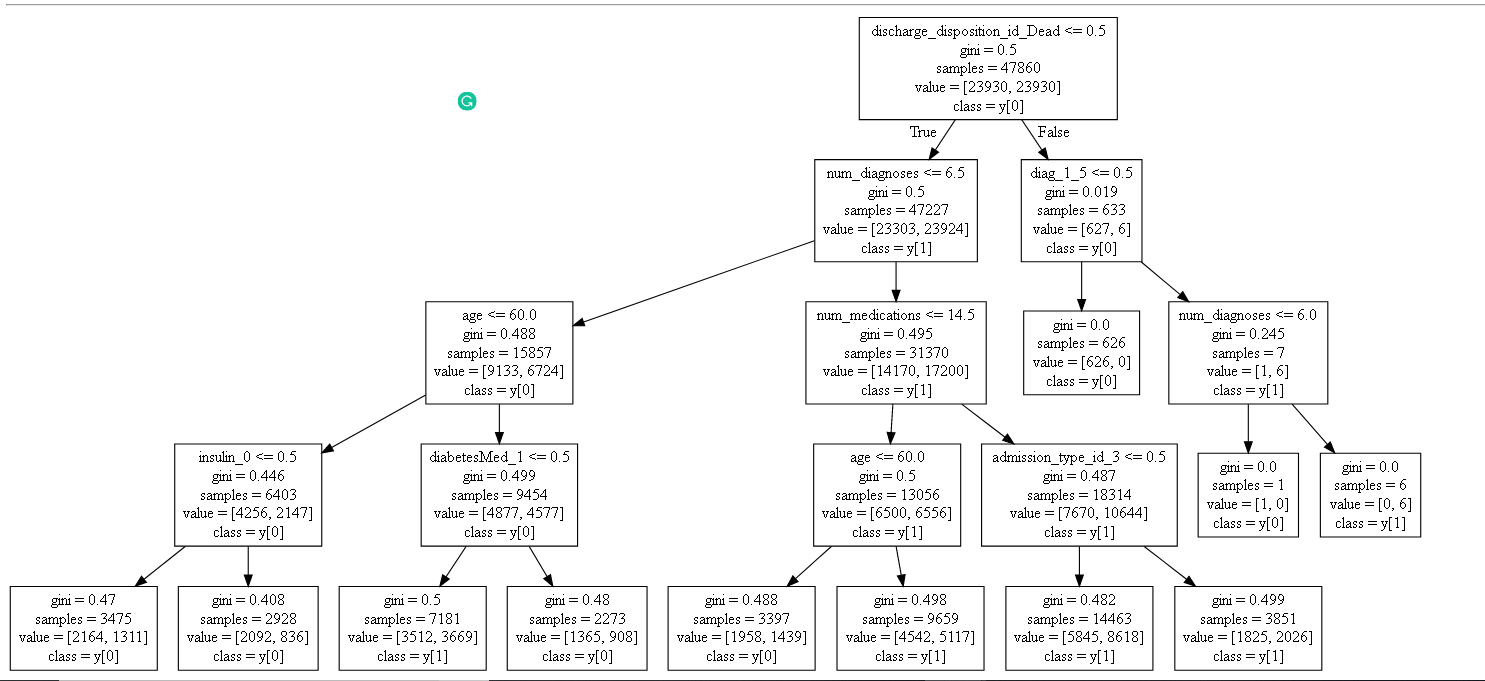 discharge_disposition_id_Dead <= 0.5
gini = 0.5
samples = 47860
value = [23930, 23930]
class = y[0]
True
False
num_diagnoses <= 6.5
gini = 0.5
samples = 47227
value = [23303, 23924]
class = y[1]
diag_1_5 <= 0.5
gini = 0.019
samples = 633
value = [627, 6]
class = y[0]
age <= 60.0
gini = 0.488
samples = 15857
value = [9133, 6724]
class = y[0]
num_medications <= 14.5
gini = 0.495
samples = 31370
value = [14170, 17200]
class = y[1]
gini = 0.0
samples = 626
value = [626, 0]
class = y[0]
num_diagnoses <= 6.0
gini = 0.245
samples = 7
value = [1, 6]
class = y[1]
insulin_0 <= 0.5
gini = 0.446
samples = 6403
value = [4256, 2147]
class = y[0]
diabetesMed_1 <= 0.5
gini = 0.499
samples = 9454
value = [4877, 4577]
class = y[0]
age <= 60.0
gini = 0.5
samples = 13056
value = [6500, 6556]
class = y[1]
admission_type_id_3 <= 0.5
gini = 0.487
samples = 18314
value = [7670, 10644]
class = y[1]
gini = 0.0
samples = 1
value = [1, 0]
class = y[0]
gini = 0.0
samples = 6
value = [0, 6]
class = y[1]
gini = 0.47
samples = 3475
value = [2164, 1311]
class = y[0]
gini = 0.408
samples = 2928
value = [2092, 836]
class = y[0]
gini = 0.5
samples = 7181
value = [3512, 3669]
class = y[1]
gini = 0.48
samples = 2273
value = [1365, 908]
class = y[0]
gini = 0.488
samples = 3397
value = [1958, 1439]
class = y[0]
gini = 0.498
samples = 9659
value = [4542, 5117]
class = y[1]
gini = 0.482
samples = 14463
value = [5845, 8618]
class = y[1]
gini = 0.499
samples = 3851
value = [1825, 2026]
class = y[1]